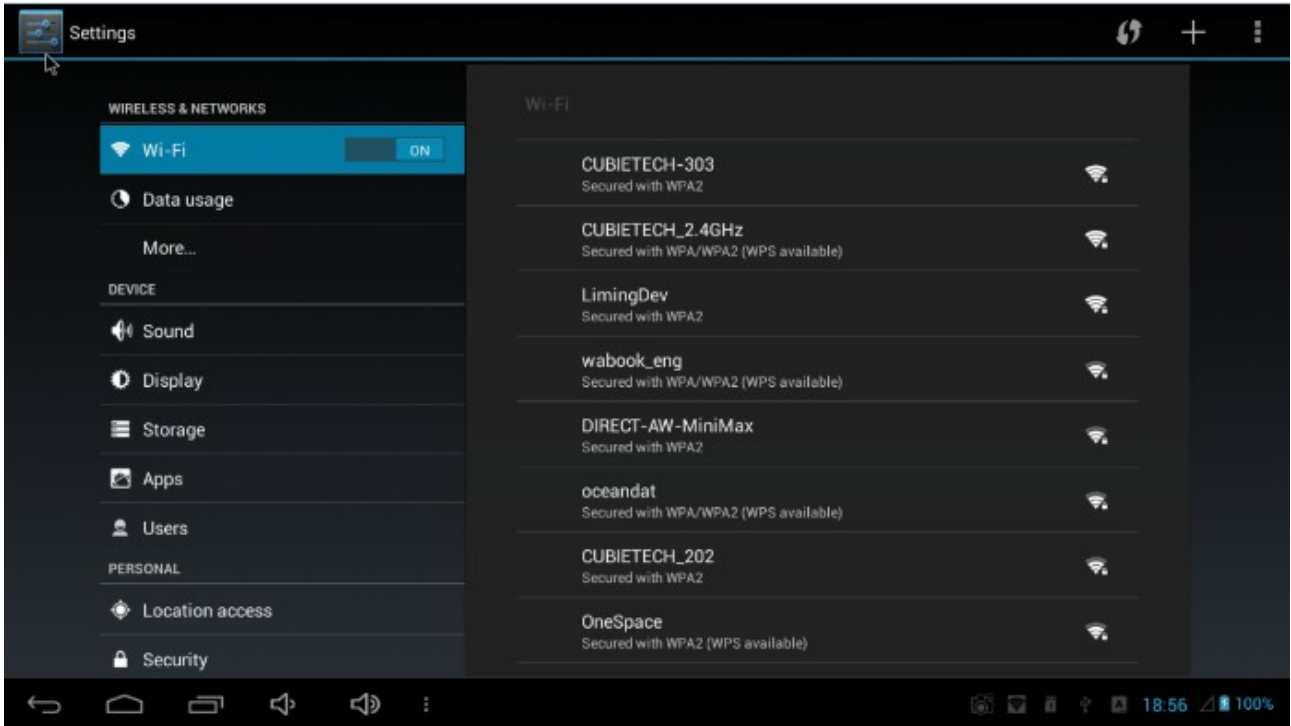 Settings
WIRELESS & NETWORKS
Wi-Fi
ON
Data usage
More...
DEVICE
Sound
Display
Storage
Apps
Users
PERSONAL
Location access
Security
Wi-Fi
CUBIETECH-303
Secured with WPA2
CUBIETECH_2.4GHz
Secured with WPA/WPA2 (WPS available)
LimingDev
Secured with WPA2
wabook_eng
Secured with WPA/WPA2 (WPS available)
DIRECT-AW-MiniMax
Secured with WPA2
oceandat
Secured with WPA/WPA2 (WPS available)
CUBIETECH_202
Secured with WPA2
OneSpace
Secured with WPA2 (WPS available)
A 18:56 100%